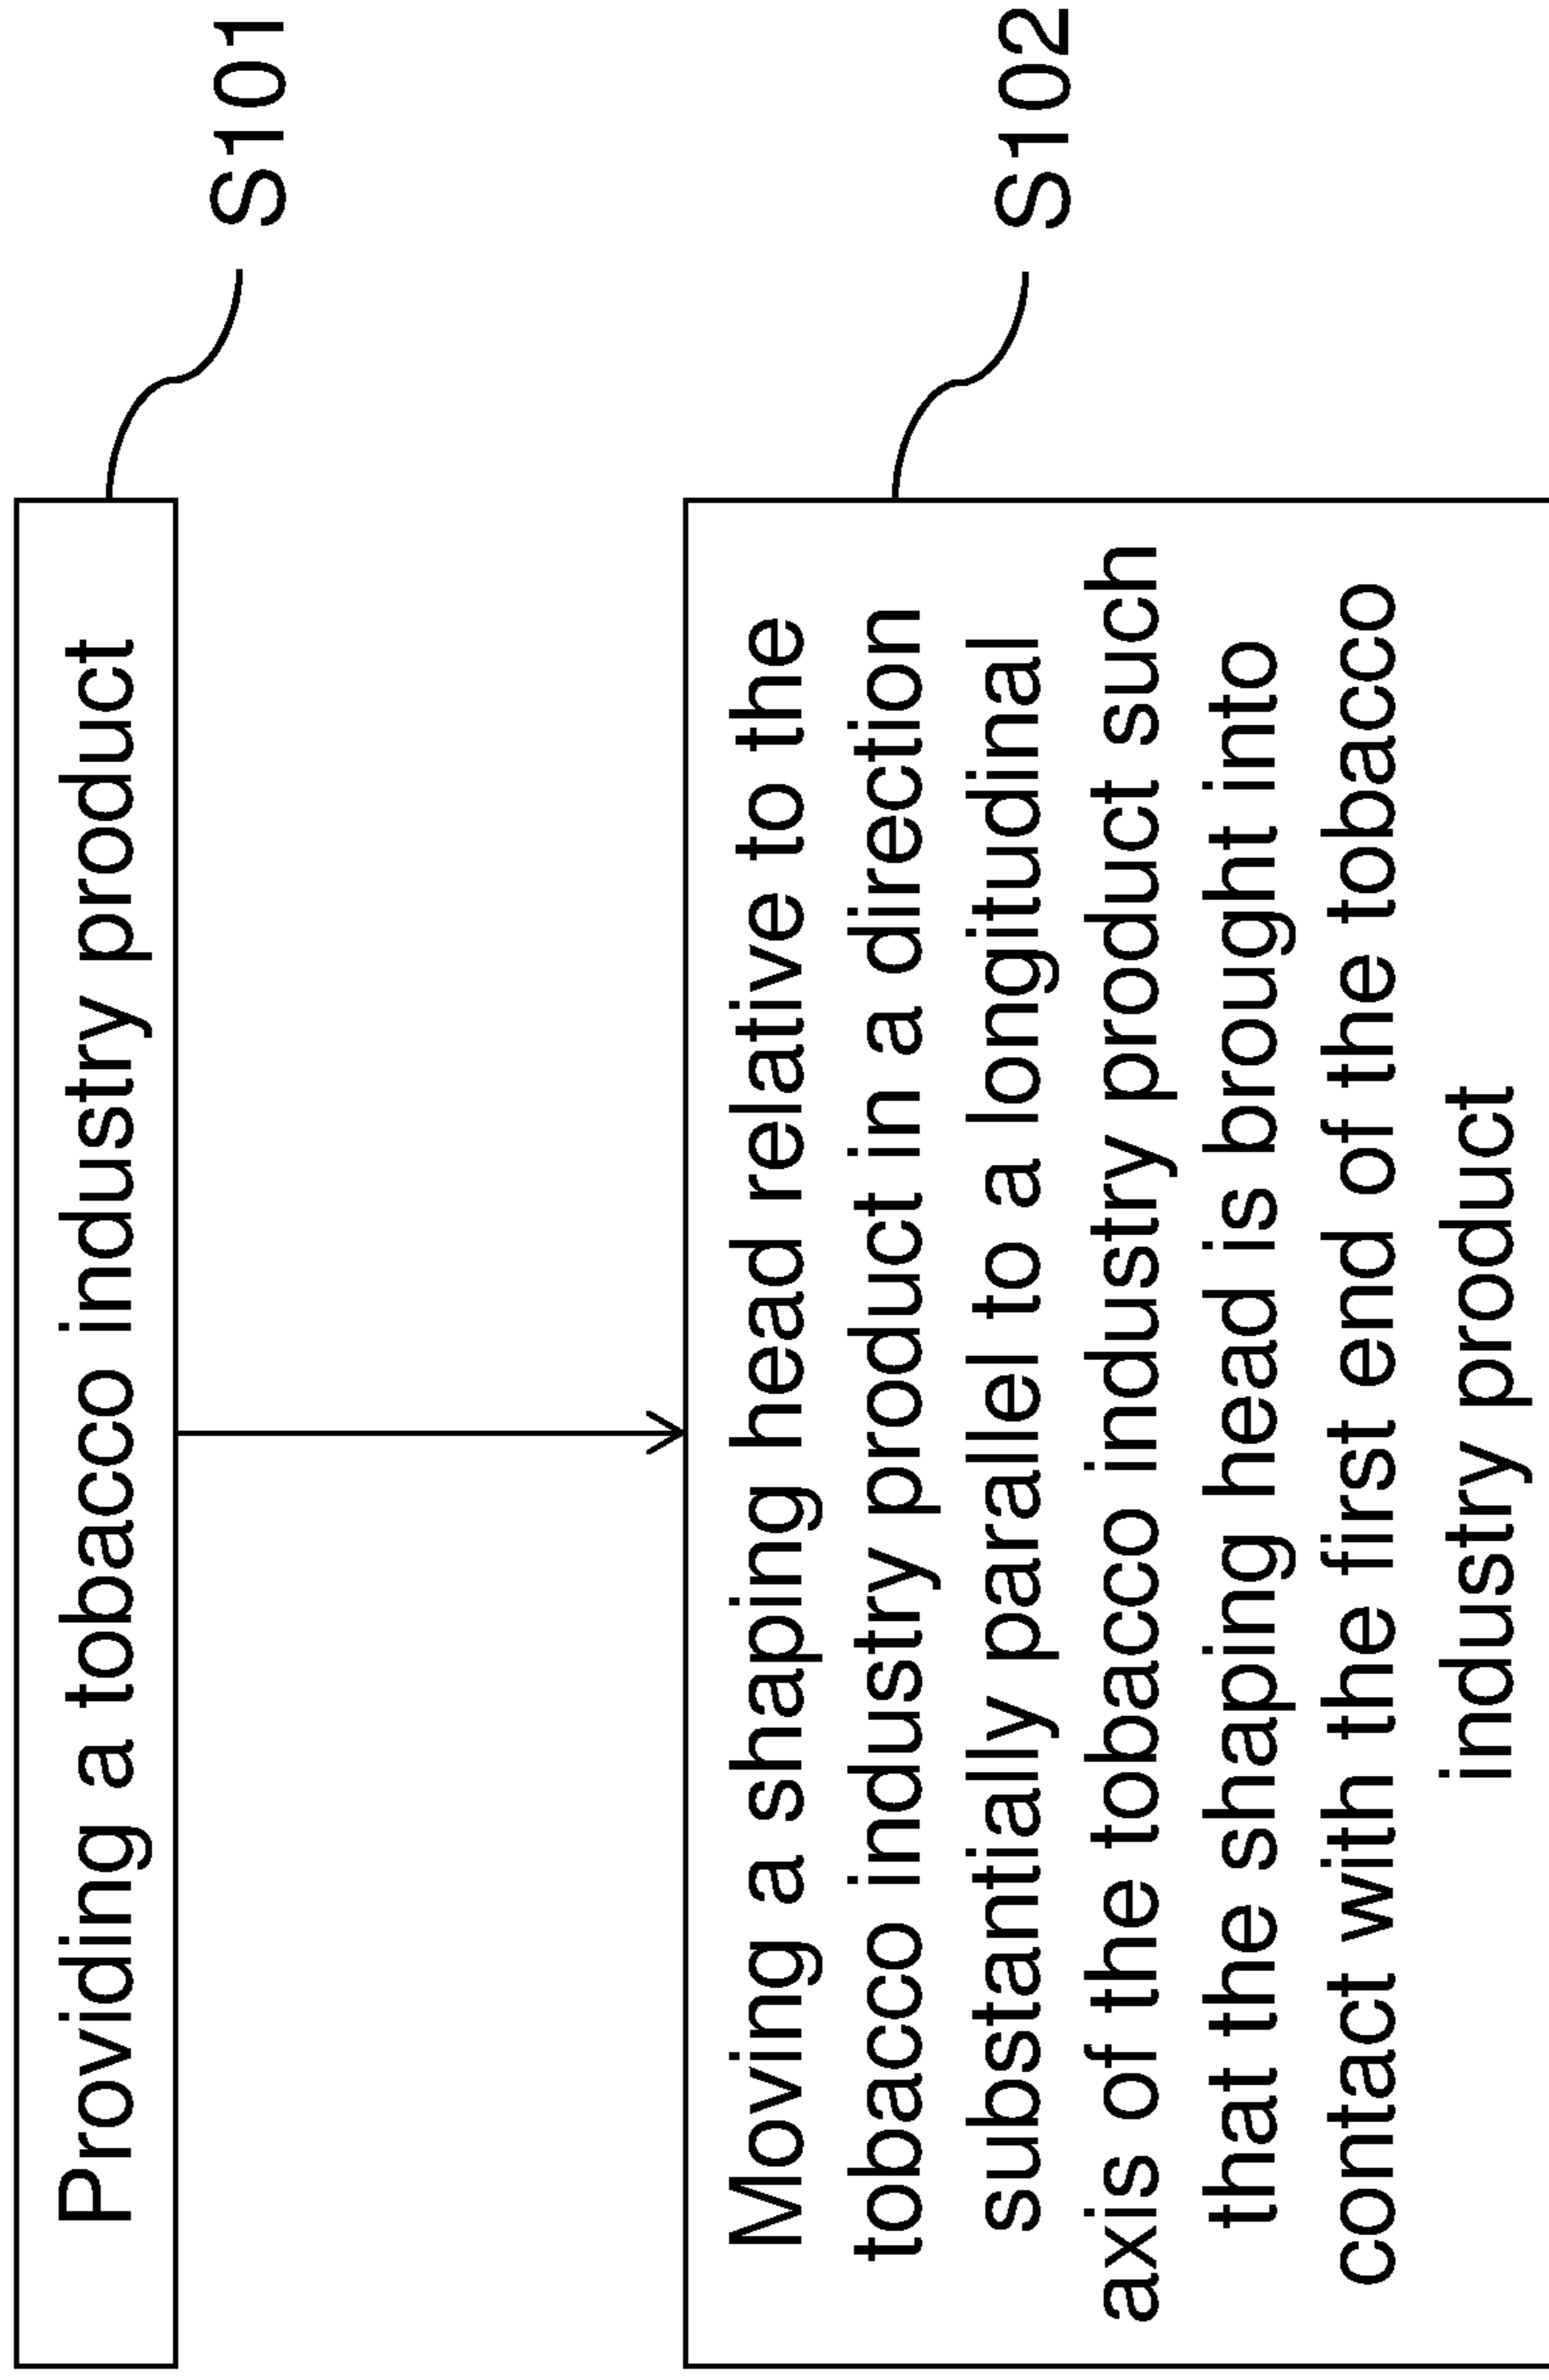 Providing a tobacco industry product
S101
Moving a shaping head relative to the
tobacco industry product in a direction
substantially parallel to a longitudinal
axis of the tobacco industry product such
that the shaping head is brought into
contact with the first end of the tobacco
industry product
S102